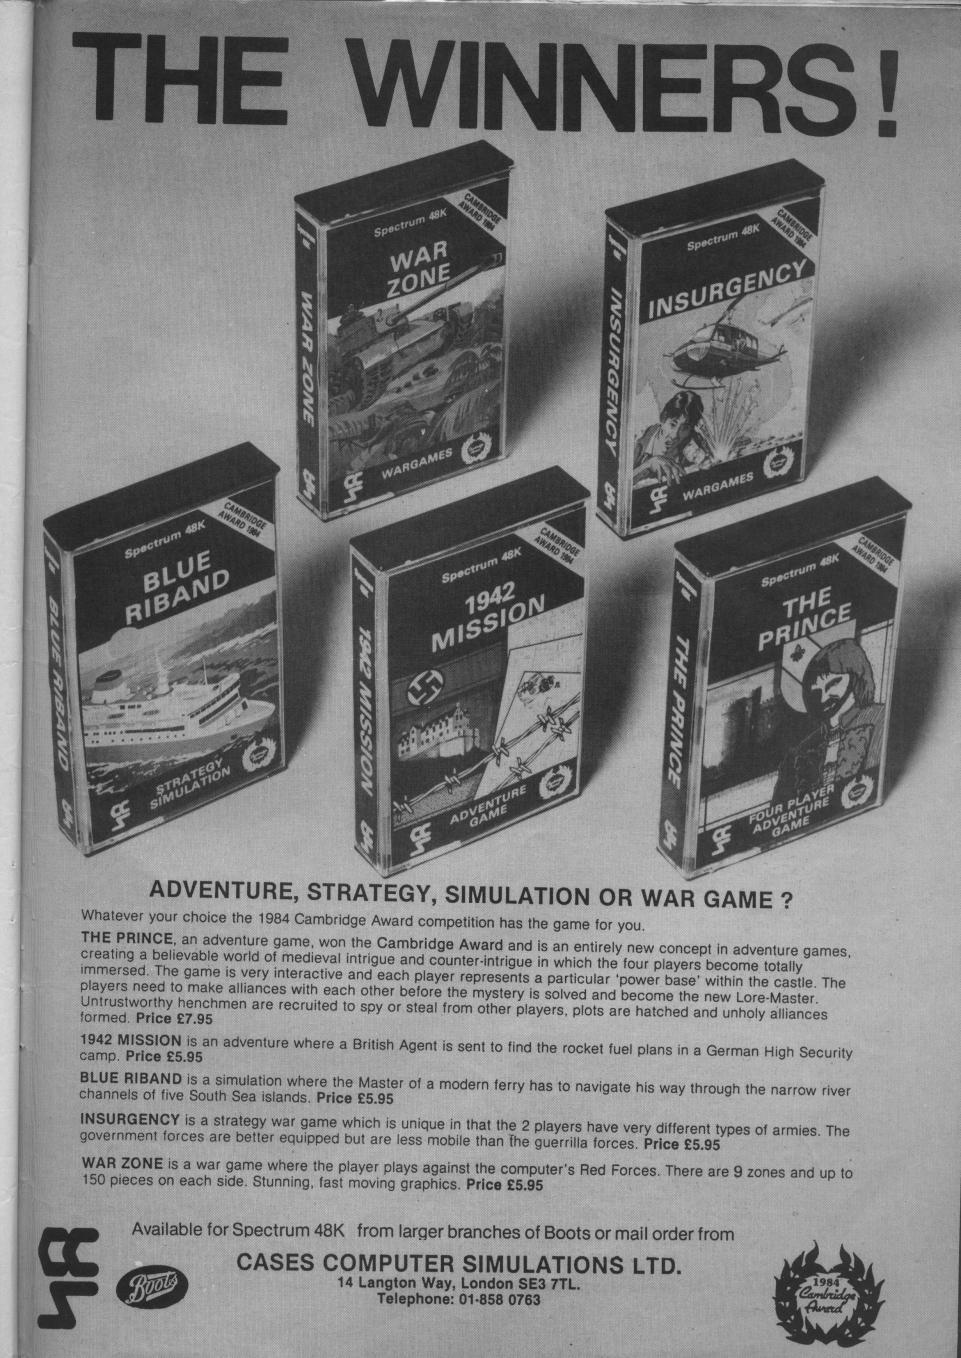 THE WINNERS!
Spectrum 48K
CAMBRIDGE
AWARD 1984
WAR
ZONE
WAR ZONE
WARGAMES
Spectrum 48K
CAMBRIDGE
AWARD 1984
INSURGENCY
INSURGENCY
WARGAMES
Spectrum 48K
CAMBRIDGE
AWARD 1984
BLUE
RIBAND
BLUE RIBAND
STRATEGY
SIMULATION
Spectrum 48K
CAMBRIDGE
AWARD 1984
1942
MISSION
1942 MISSION
ADVENTURE
GAME
Spectrum 48K
CAMBRIDGE
AWARD 1984
THE
PRINCE
THE PRINCE
FOUR PLAYER
ADVENTURE
GAME
ADVENTURE, STRATEGY, SIMULATION OR WAR GAME ?
Whatever your choice the 1984 Cambridge Award competition has the game for you.
THE PRINCE, an adventure game, won the Cambridge Award and is an entirely new concept in adventure games,
creating a believable world of medieval intrigue and counter-intrigue in which the four players become totally
immersed. The game is very interactive and each player represents a particular 'power base' within the castle. The
players need to make alliances with each other before the mystery is solved and become the new Lore-Master.
Untrustworthy henchmen are recruited to spy or steal from other players, plots are hatched and unholy alliances
formed. Price £7.95
1942 MISSION is an adventure where a British Agent is sent to find the rocket fuel plans in a German High Security
camp. Price £5.95
BLUE RIBAND is a simulation where the Master of a modern ferry has to navigate his way through the narrow river
channels of five South Sea islands. Price £5.95
INSURGENCY is a strategy war game which is unique in that the 2 players have very different types of armies. The
government forces are better equipped but are less mobile than the guerrilla forces. Price £5.95
WAR ZONE is a war game where the player plays against the computer's Red Forces. There are 9 zones and up to
150 pieces on each side. Stunning, fast moving graphics. Price £5.95
Available for Spectrum 48K from larger branches of Boots or mail order from
CASES COMPUTER SIMULATIONS LTD.
14 Langton Way, London SE3 7TL.
Telephone: 01-858 0763
Boots
1984
Cambridge
Award